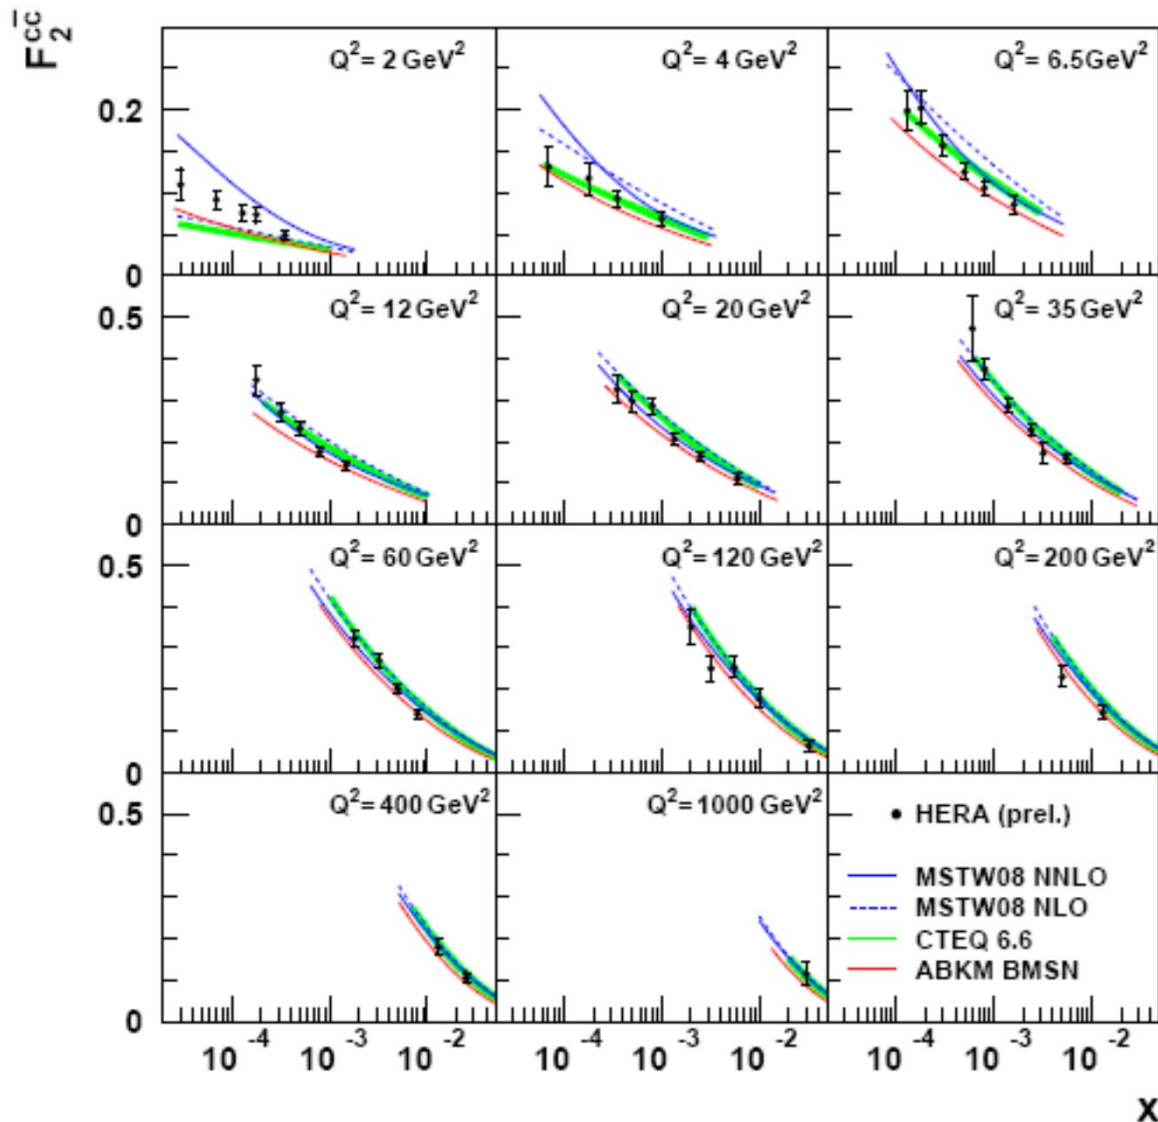 F₂^cc̄
Q²= 2 GeV²
Q²= 4 GeV²
Q²= 6.5GeV²
0.2
0
Q²= 12 GeV²
Q²= 20 GeV²
Q²= 35 GeV²
0.5
0
Q²= 60 GeV²
Q²= 120 GeV²
Q²= 200 GeV²
0.5
0
Q²= 400 GeV²
Q²= 1000 GeV²
HERA (prel.)
0.5
MSTW08 NNLO
MSTW08 NLO
CTEQ 6.6
ABKM BMSN
0
10⁻⁴ 10⁻³ 10⁻² 10⁻⁴ 10⁻³ 10⁻² 10⁻⁴ 10⁻³ 10⁻²
x